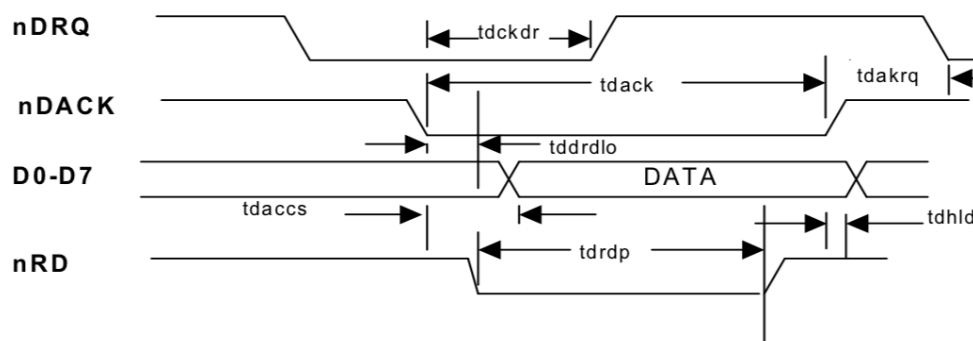 nDRQ
tdckdr
tdack
tdakrq
nDACK
tddrdlo
D0-D7
DATA
tdaccs
tdhld
tdrdp
nRD